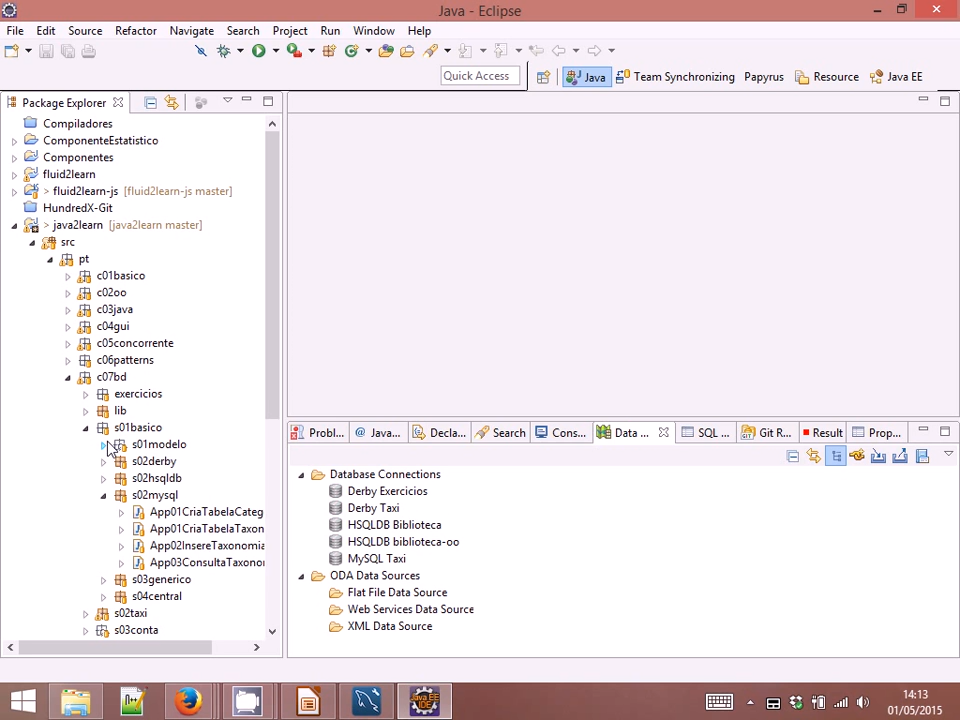 Java - Eclipse
File Edit Source Refactor Navigate Search Project Run Window Help
Quick Access Java Team Synchronizing Papyrus Resource Java EE
Package Explorer
Compiladores
ComponenteEstatistico
Componentes
fluid2learn
> fluid2learn-js [fluid2learn-js master]
HundredX-Git
> java2learn [java2learn master]
src
pt
c01basico
c02oo
c03java
c04gui
c05concorrente
c06patterns
c07bd
exercicios
lib
s01basico
s01modelo
s02derby
s02hsqldb
s02mysql
App01CriaTabelaCateg
App01CriaTabelaTaxon
App02InsereTaxonomia
App03ConsultaTaxonor
s03generico
s04central
s02taxi
s03conta
Probl... Java... Decla... Search Cons... Data ... SQL ... Git R... Result Prop...
Database Connections
Derby Exercicios
Derby Taxi
HSQLDB Biblioteca
HSQLDB biblioteca-oo
MySQL Taxi
ODA Data Sources
Flat File Data Source
Web Services Data Source
XML Data Source
Java EE
IDE
14:13
01/05/2015